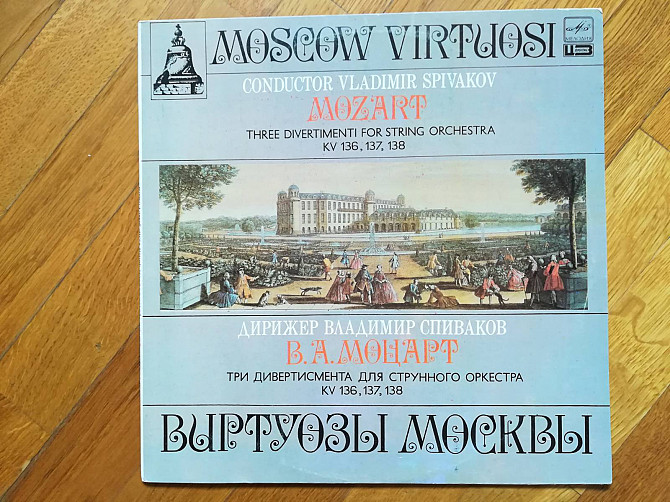 MOSCOW VIRTUOSI
CONDUCTOR VLADIMIR SPIVAKOV
MOZART
THREE DIVERTIMENTI FOR STRING ORCHESTRA
KV 136, 137, 138
ДИРИЖЕР ВЛАДИМИР СПИВАКОВ
В.А.МОЦАРТ
ТРИ ДИВЕРТИСМЕНТА ДЛЯ СТРУННОГО ОРКЕСТРА
KV 136, 137, 138
ВИРТУОЗЫ МОСКВЫ